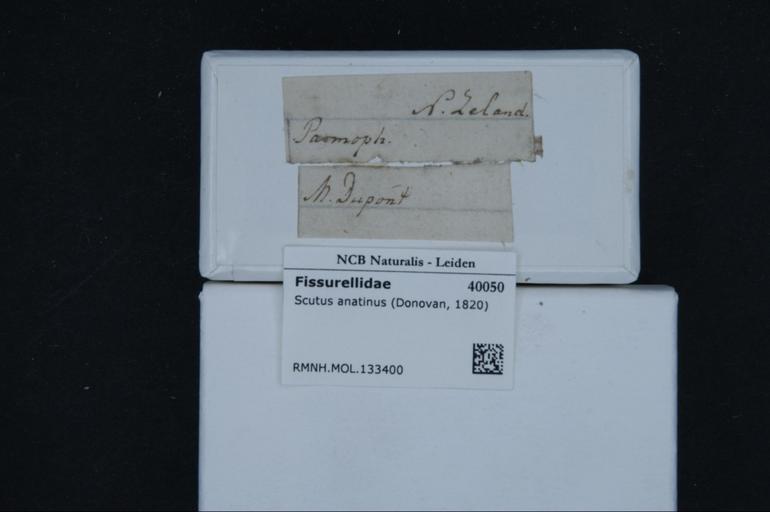 N. Zeland.
Parmoph.
M. Dupont
NCB Naturalis - Leiden
Fissurellidae 40050
Scutus anatinus (Donovan, 1820)
RMNH.MOL.133400